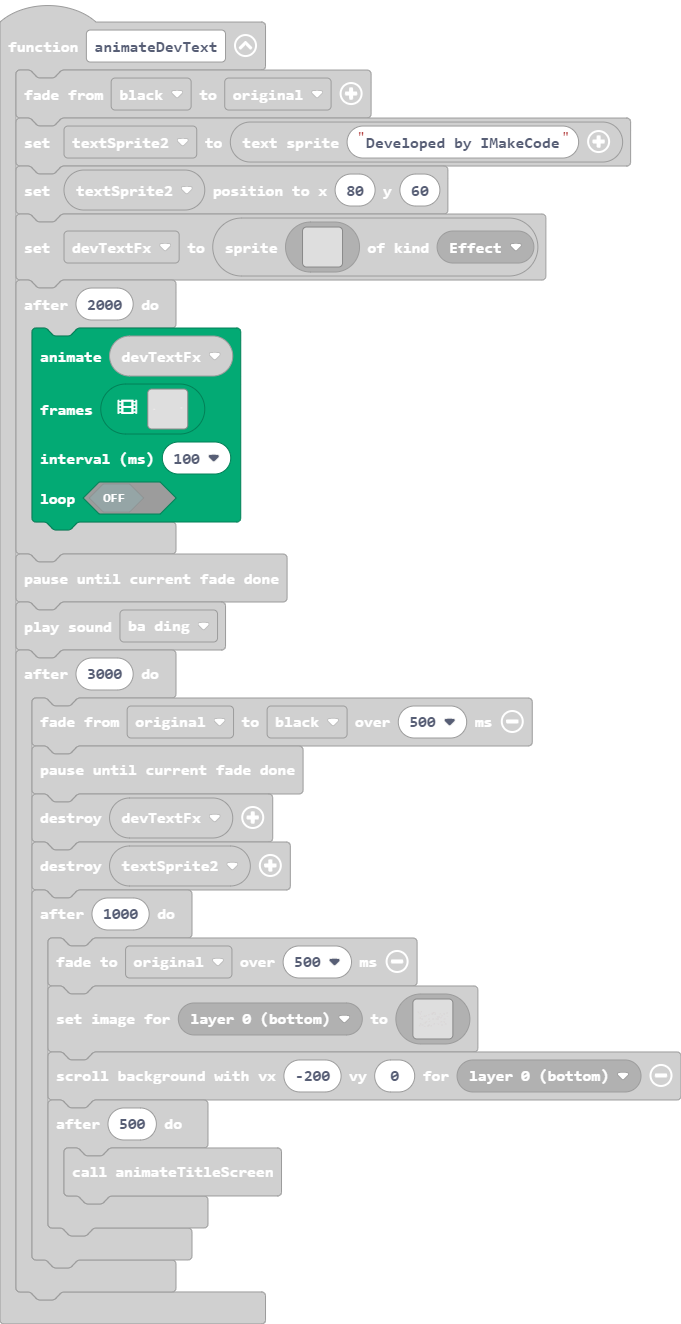 function animateDevText
fade from black to original
set textSprite2 to text sprite "Developed by IMakeCode"
set textSprite2 position to x 80 y 60
set devTextFx to sprite of kind Effect
after 2000 do
animate devTextFx
frames
interval (ms) 100
loop OFF
pause until current fade done
play sound ba ding
after 3000 do
fade from original to black over 500 ms
pause until current fade done
destroy devTextFx
destroy textSprite2
after 1000 do
fade to original over 500 ms
set image for layer 0 (bottom) to
scroll background with vx -200 vy 0 for layer 0 (bottom)
after 500 do
call animateTitleScreen